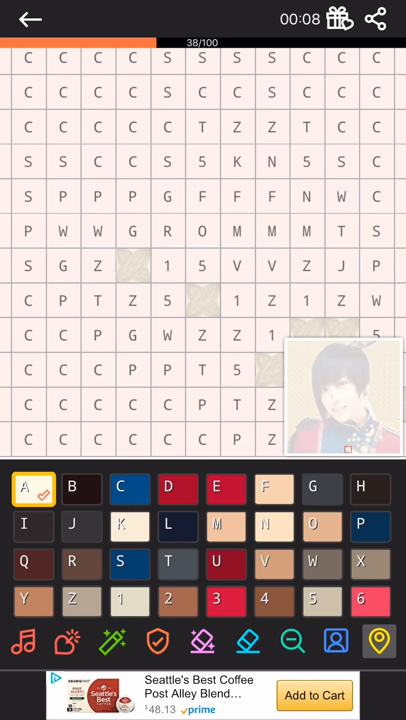 00:08
38/100
C C C C S S S S C C C
C C C C S C C S C C C
C C C C C T Z Z T C C
S S C C S 5 K N 5 S C
S P P P G F F F N W C
P W W G R O M M M T S
S G Z 1 5 V V Z J P
C P T Z 5 1 Z 1 Z W
C C P G W Z Z 1 5
C C C P P T 5
C C C C C P T Z
C C C C C C P Z
A B C D E F G H
I J K L M N O P
Q R S T U V W X
Y Z 1 2 3 4 5 6
Seattle's Best Coffee
Post Alley Blend...
$48.13 prime
Add to Cart